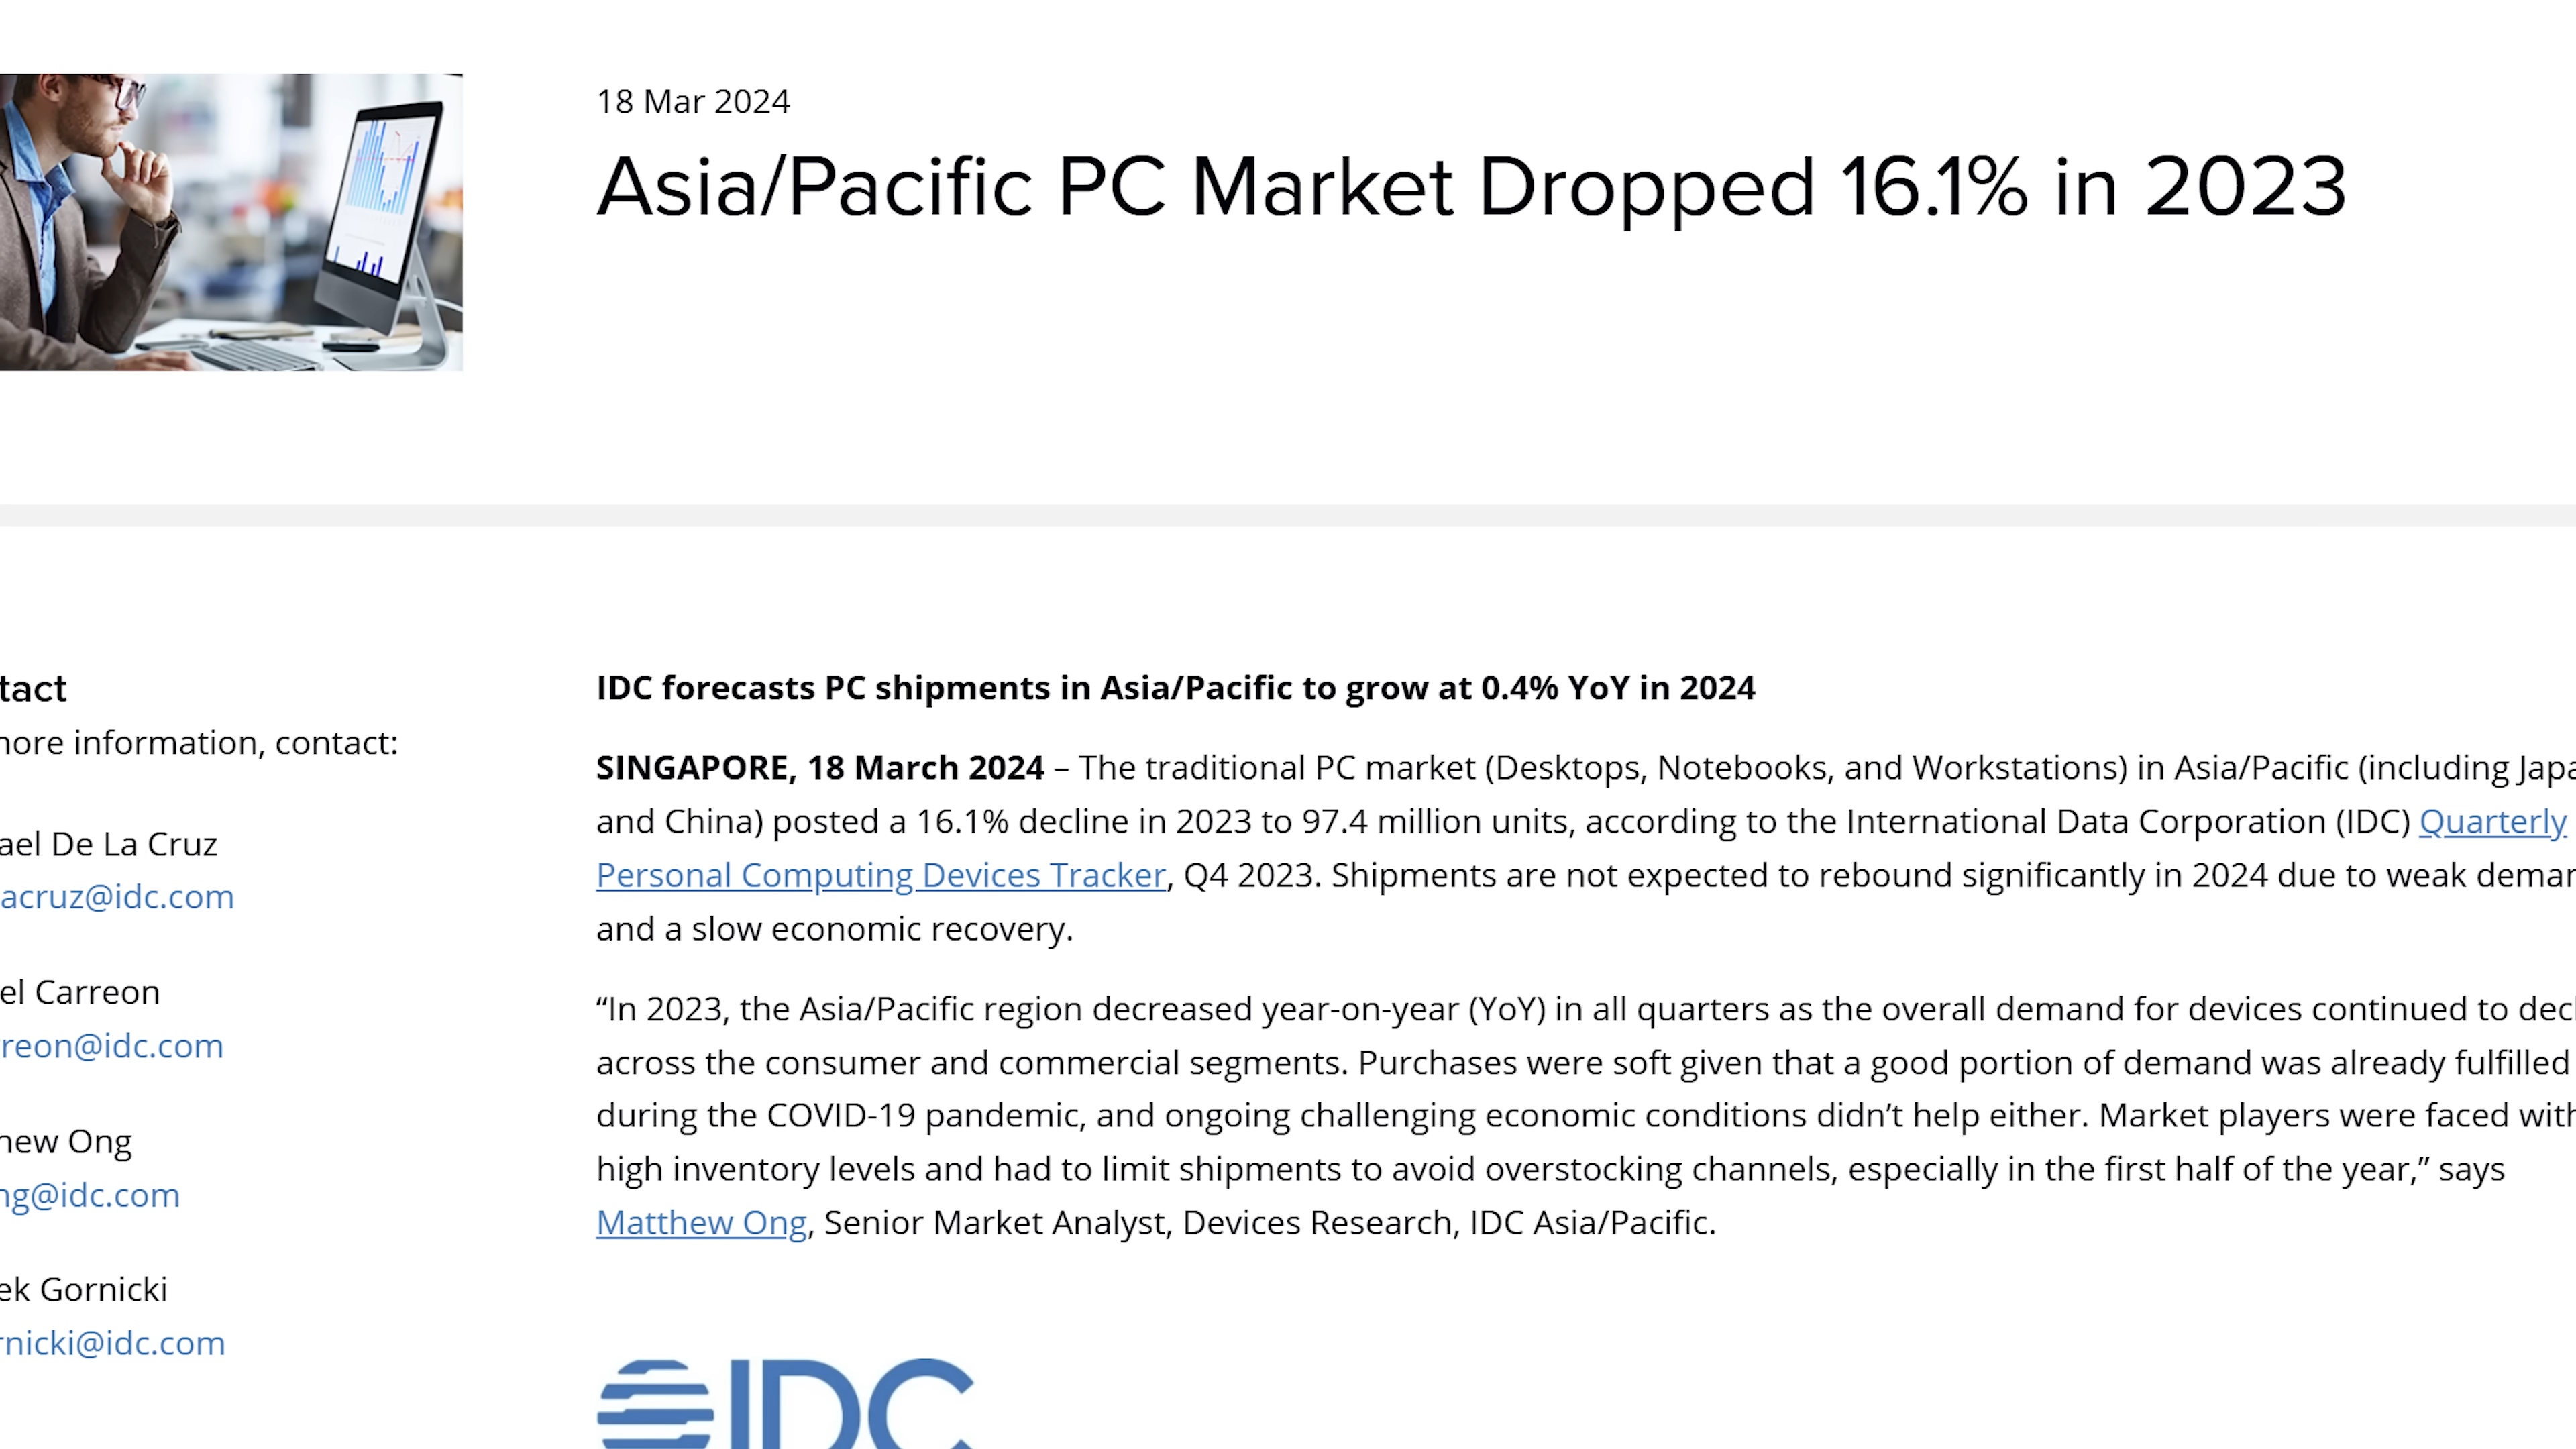 18 Mar 2024
Asia/Pacific PC Market Dropped 16.1% in 2023
tact
more information, contact:
ael De La Cruz
acruz@idc.com
el Carreon
reon@idc.com
hew Ong
ng@idc.com
ek Gornicki
rnicki@idc.com
IDC forecasts PC shipments in Asia/Pacific to grow at 0.4% YoY in 2024
SINGAPORE, 18 March 2024 – The traditional PC market (Desktops, Notebooks, and Workstations) in Asia/Pacific (including Japa
and China) posted a 16.1% decline in 2023 to 97.4 million units, according to the International Data Corporation (IDC) Quarterly
Personal Computing Devices Tracker, Q4 2023. Shipments are not expected to rebound significantly in 2024 due to weak deman
and a slow economic recovery.
“In 2023, the Asia/Pacific region decreased year-on-year (YoY) in all quarters as the overall demand for devices continued to decl
across the consumer and commercial segments. Purchases were soft given that a good portion of demand was already fulfilled
during the COVID-19 pandemic, and ongoing challenging economic conditions didn’t help either. Market players were faced with
high inventory levels and had to limit shipments to avoid overstocking channels, especially in the first half of the year,” says
Matthew Ong, Senior Market Analyst, Devices Research, IDC Asia/Pacific.
IDC